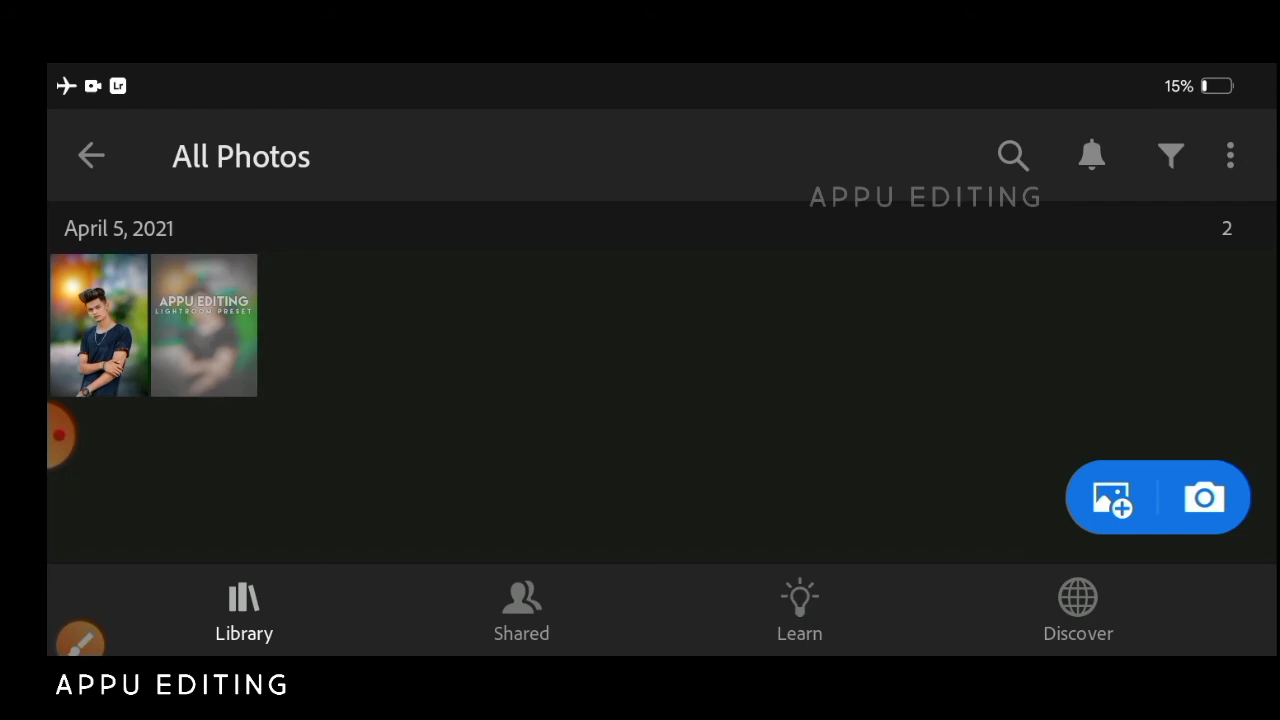 Lr
15%
All Photos
APPU EDITING
April 5, 2021
2
APPU EDITING
LIGHTROOM PRESET
Library
Shared
Learn
Discover
APPU EDITING